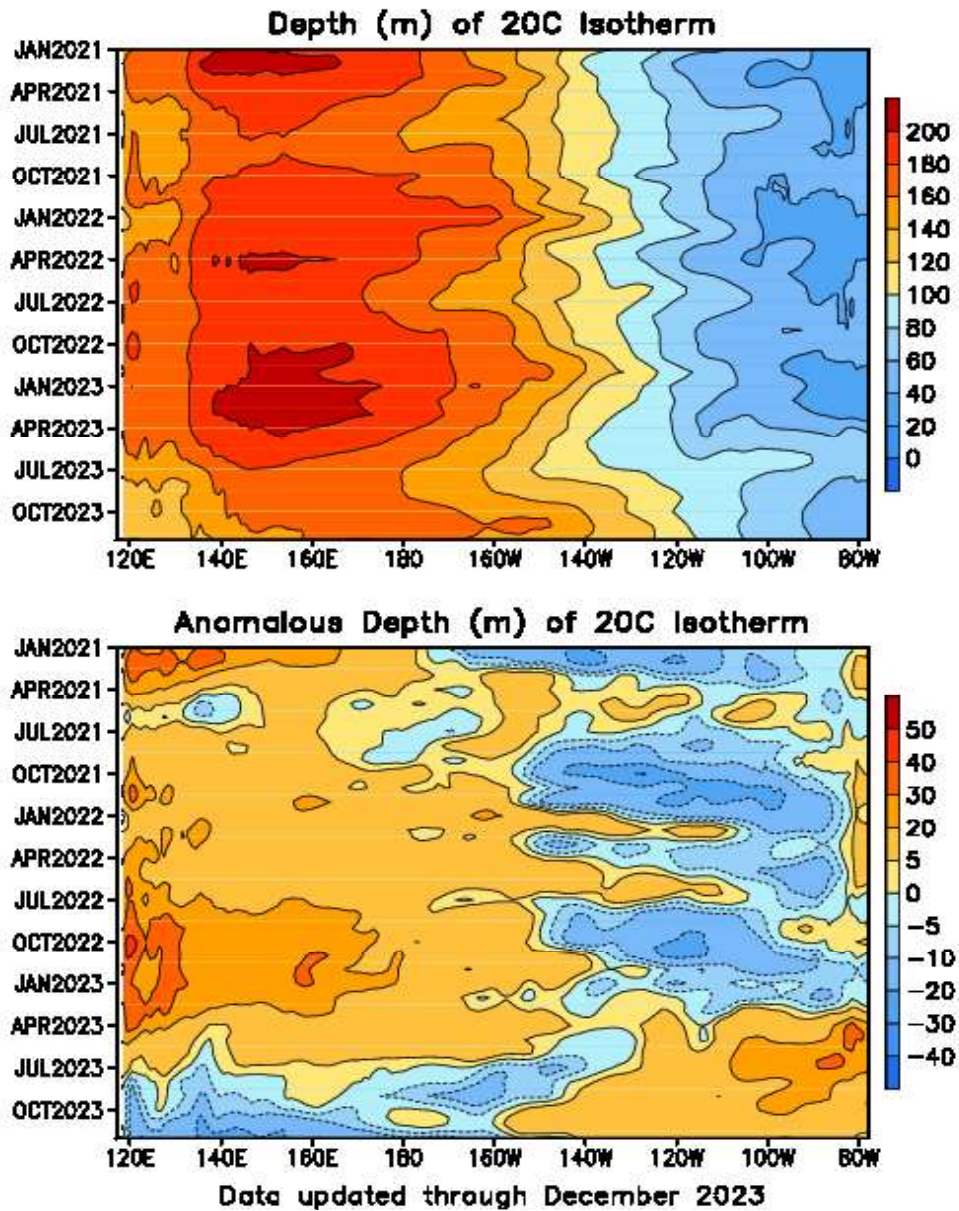 Depth (m) of 20C Isotherm
JAN2021
APR2021
JUL2021
OCT2021
JAN2022
APR2022
JUL2022
OCT2022
JAN2023
APR2023
JUL2023
OCT2023
120E 140E 160E 180 160W 140W 120W 100W 80W
200
180
160
140
120
100
80
60
40
20
0
Anomalous Depth (m) of 20C Isotherm
JAN2021
APR2021
JUL2021
OCT2021
JAN2022
APR2022
JUL2022
OCT2022
JAN2023
APR2023
JUL2023
OCT2023
120E 140E 160E 180 160W 140W 120W 100W 80W
50
40
30
20
5
0
-5
-10
-20
-30
-40
Data updated through December 2023